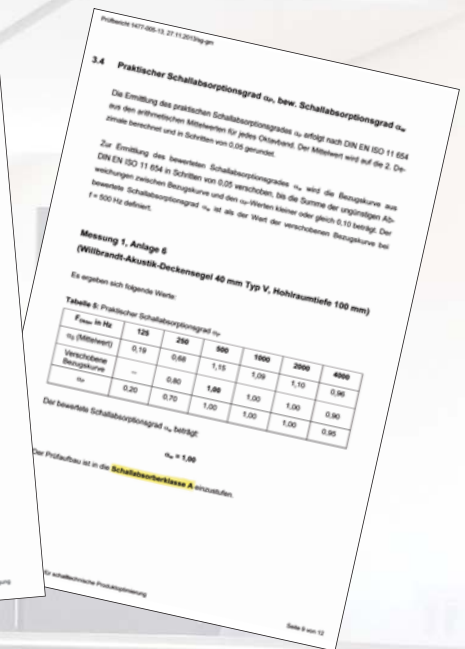 Prüfbericht 1477-005-13, 27.11.2013/ng-gm
3.4 Praktischer Schallabsorptionsgrad αP, bew. Schallabsorptionsgrad αw
Die Ermittlung des praktischen Schallabsorptionsgrades αP erfolgt nach DIN EN ISO 11 654
aus den arithmetischen Mittelwerten für jedes Oktavband. Der Mittelwert wird auf die 2. De-
zimale berechnet und in Schritten von 0,05 gerundet.
Zur Ermittlung des bewerteten Schallabsorptionsgrades αw wird die Bezugskurve aus
DIN EN ISO 11 654 in Schritten von 0,05 verschoben, bis die Summe der ungünstigen Ab-
weichungen zwischen Bezugskurve und den αP-Werten kleiner oder gleich 0,10 beträgt. Der
bewertete Schallabsorptionsgrad αw ist als der Wert der verschobenen Bezugskurve bei
f = 500 Hz definiert.
Messung 1, Anlage 6
(Willbrandt-Akustik-Deckensegel 40 mm Typ V, Hohlraumtiefe 100 mm)
Es ergeben sich folgende Werte:
Tabelle 8: Praktischer Schallabsorptionsgrad αP
in Hz 125 250 500 1000 2000 4000
αS (Mittelwert) 0,19 0,68 1,15 1,09 1,10 0,96
Verschobene
Bezugskurve -- 0,80 1,00 1,00 1,00 0,90
αP 0,20 0,70 1,00 1,00 1,00 0,95
Der bewertete Schallabsorptionsgrad αw beträgt:
αw = 1,00
Der Prüfaufbau ist in die Schallabsorberklasse A einzustufen.
für schalltechnische Produktoptimierung
Seite 9 von 12